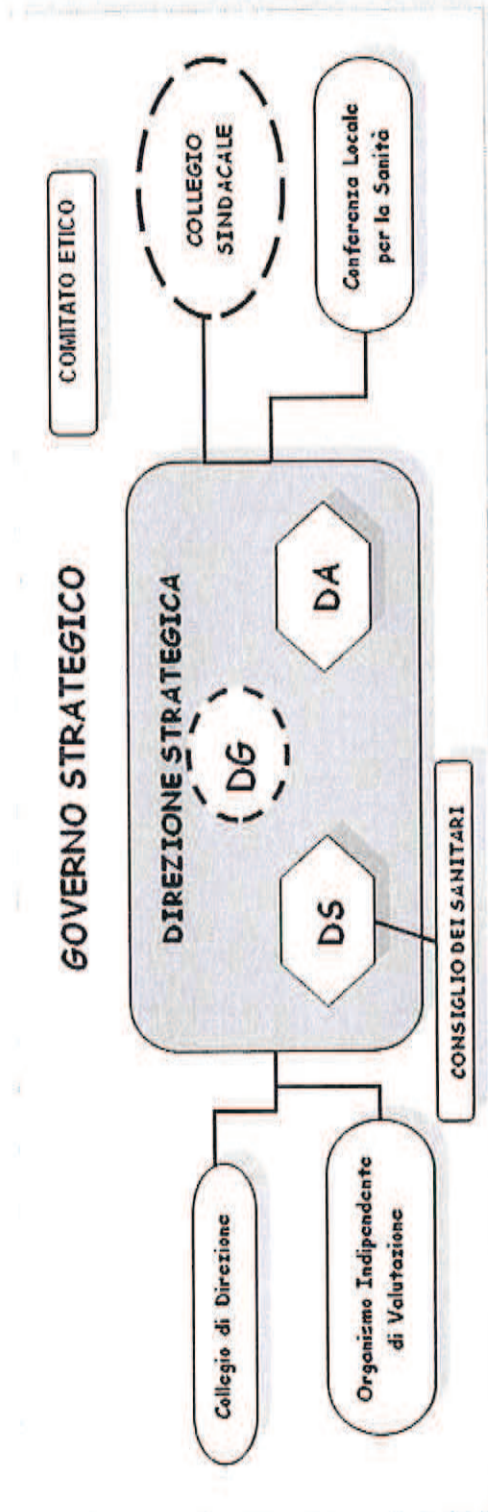 GOVERNO STRATEGICO
COMITATO ETICO
DIREZIONE STRATEGICA
DG
DS
DA
COLLEGIO
SINDACALE
Conferenza Locale
per la Sanità
Collegio di Direzione
Organismo Indipendente
di Valutazione
CONSIGLIO DEI SANITARI